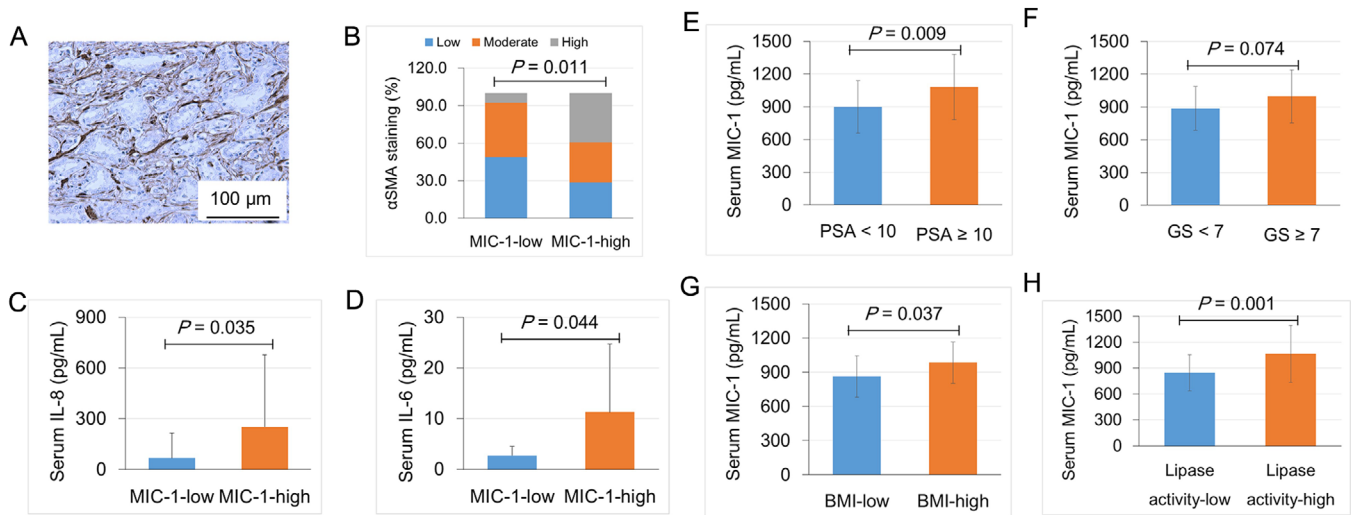 A
100 µm
B
Low Moderate High
P = 0.011
αSMA staining (%)
120.0
90.0
60.0
30.0
0.0
MIC-1-low MIC-1-high
C
P = 0.035
Serum IL-8 (pg/mL)
900
600
300
0
MIC-1-low MIC-1-high
D
P = 0.044
Serum IL-6 (pg/mL)
30
20
10
0
MIC-1-low MIC-1-high
E
P = 0.009
Serum MIC-1 (pg/mL)
1500
1200
900
600
300
0
PSA < 10 PSA ≥ 10
F
P = 0.074
Serum MIC-1 (pg/mL)
1500
1200
900
600
300
0
GS < 7 GS ≥ 7
G
P = 0.037
Serum MIC-1 (pg/mL)
1500
1200
900
600
300
0
BMI-low BMI-high
H
P = 0.001
Serum MIC-1 (pg/mL)
1500
1200
900
600
300
0
Lipase Lipase
activity-low activity-high